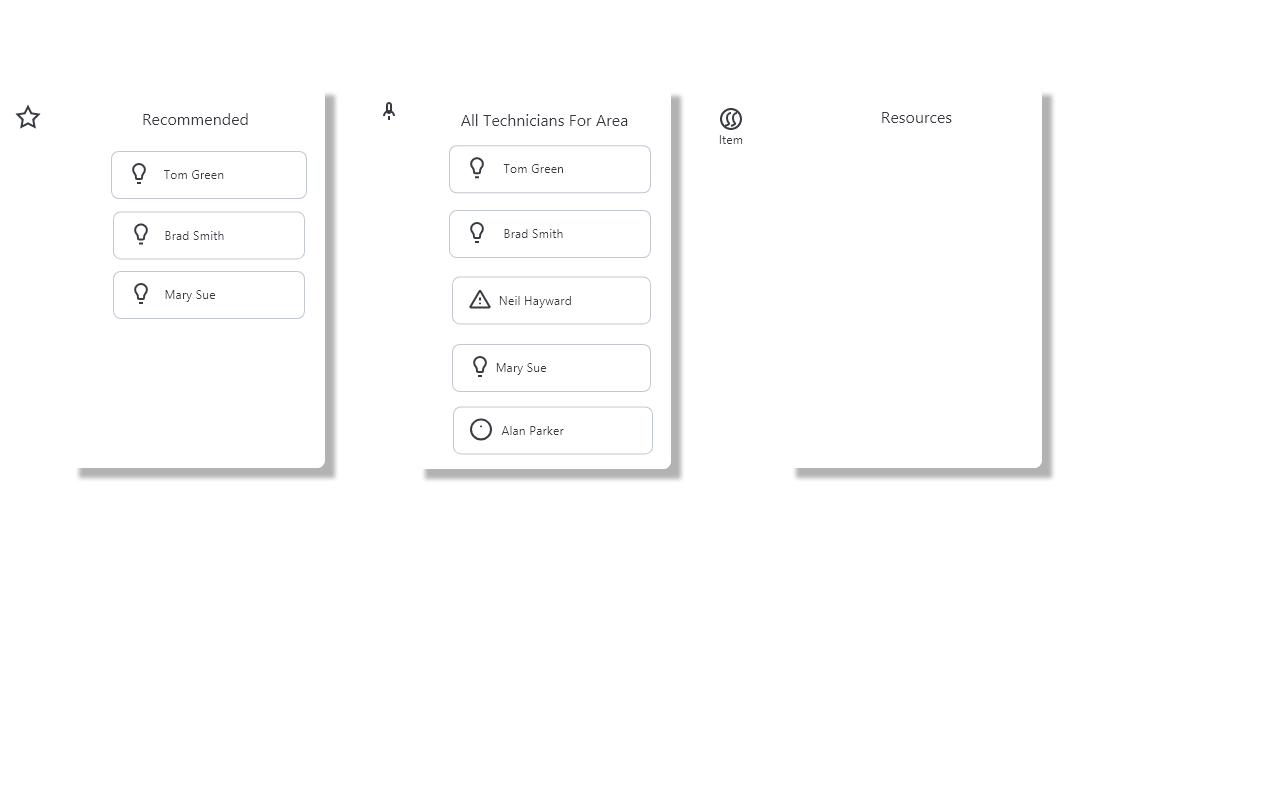 Recommended
Tom Green
Brad Smith
Mary Sue
All Technicians For Area
Tom Green
Brad Smith
Neil Hayward
Mary Sue
Alan Parker
Item
Resources